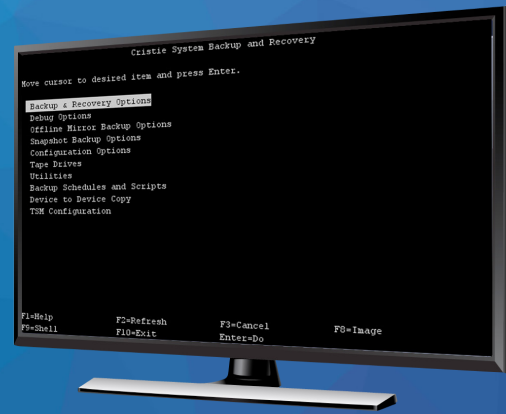 Cristie System Backup and Recovery
Move cursor to desired item and press Enter.
Backup & Recovery Options
Debug Options
Offline Mirror Backup Options
Snapshot Backup Options
Configuration Options
Tape Drives
Utilities
Backup Schedules and Scripts
Device to Device Copy
TSM Configuration
F1=Help F2=Refresh F3=Cancel F8=Image
F9=Shell F10=Exit Enter=Do